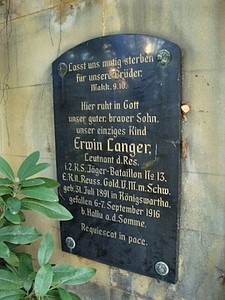 Lasst uns mutig sterben
für unsere Brüder.
Makk. 9.10.
Hier ruht in Gott
unser guter, braver Sohn,
unser einziges Kind
Erwin Langer,
Leutnant d. Res.
i. 2. K. S. Jäger-Bataillon No 13,
geb. 31. Juli 1891 in Königswartha,
gefallen 6-7. September 1916
b. Hallu a. d. Somme.
Requiescat in pace.